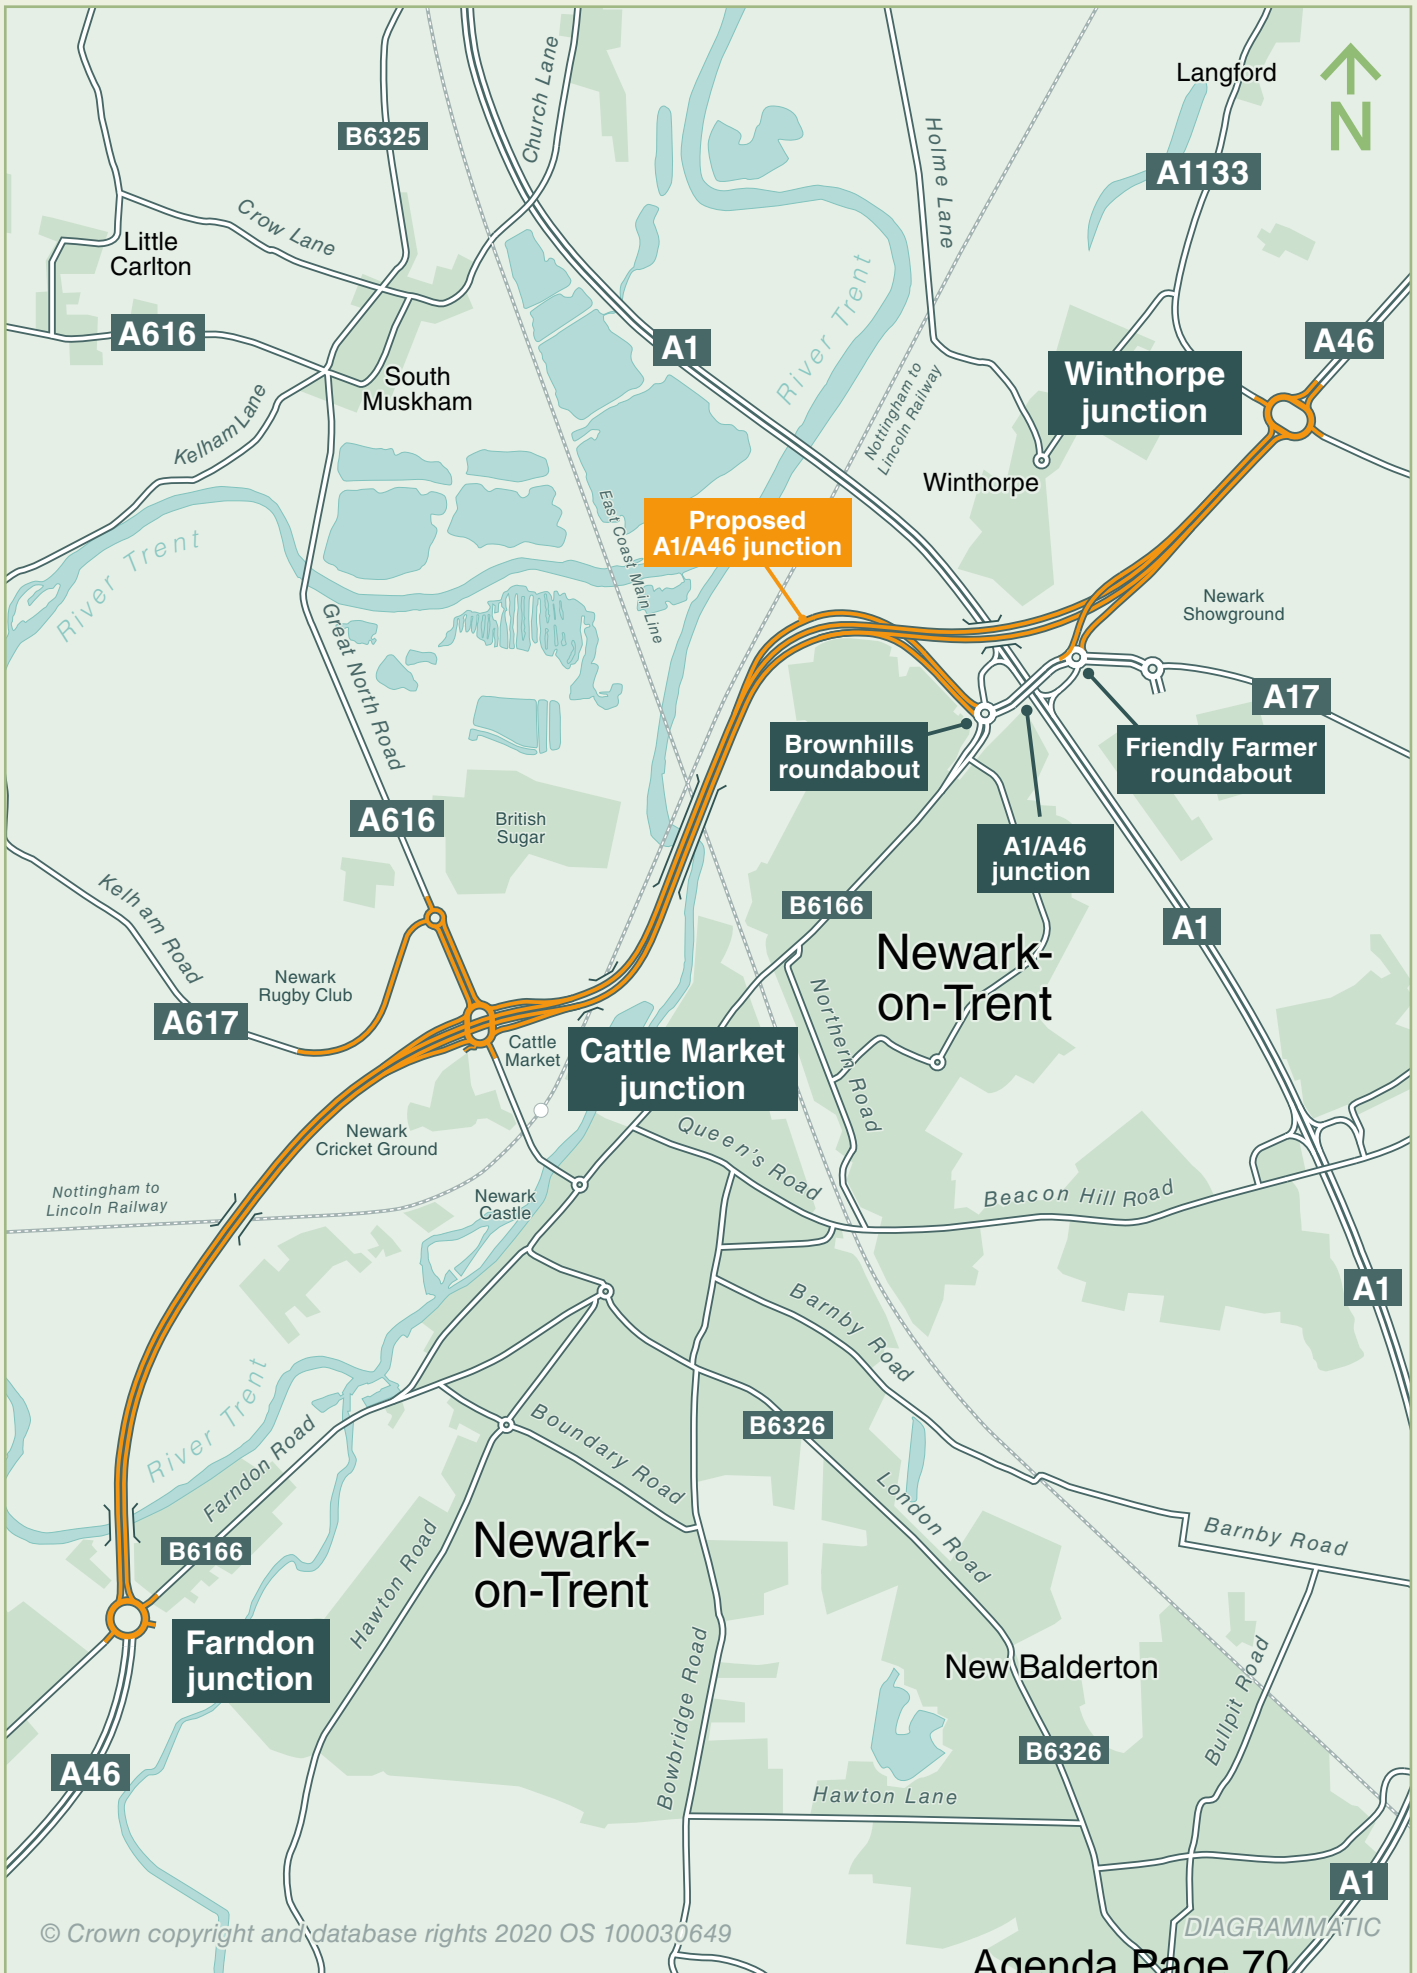 Langford
N
B6325
Church Lane
Holme Lane
A1133
Crow Lane
Little
Carlton
River Trent
A616
A1
A46
South
Muskham
Winthorpe
junction
Nottingham to
Lincoln Railway
Kelham Lane
Winthorpe
East Coast Main Line
Proposed
A1/A46 junction
River Trent
Newark
Showground
Great North Road
A17
Brownhills
roundabout
Friendly Farmer
roundabout
A616
British
Sugar
A1/A46
junction
Kelham Road
B6166
A1
Newark-
on-Trent
Newark
Rugby Club
Northern Road
A617
Cattle
Market
Cattle Market
junction
Newark
Cricket Ground
Queen's Road
Nottingham to
Lincoln Railway
Newark
Castle
Beacon Hill Road
A1
Barnby Road
River Trent
Farndon Road
Boundary Road
B6326
London Road
B6166
Hawton Road
Newark-
on-Trent
Barnby Road
Farndon
junction
Bowbridge Road
New Balderton
Bullpit Road
B6326
A46
Hawton Lane
A1
© Crown copyright and database rights 2020 OS 100030649
DIAGRAMMATIC
Agenda Page 70